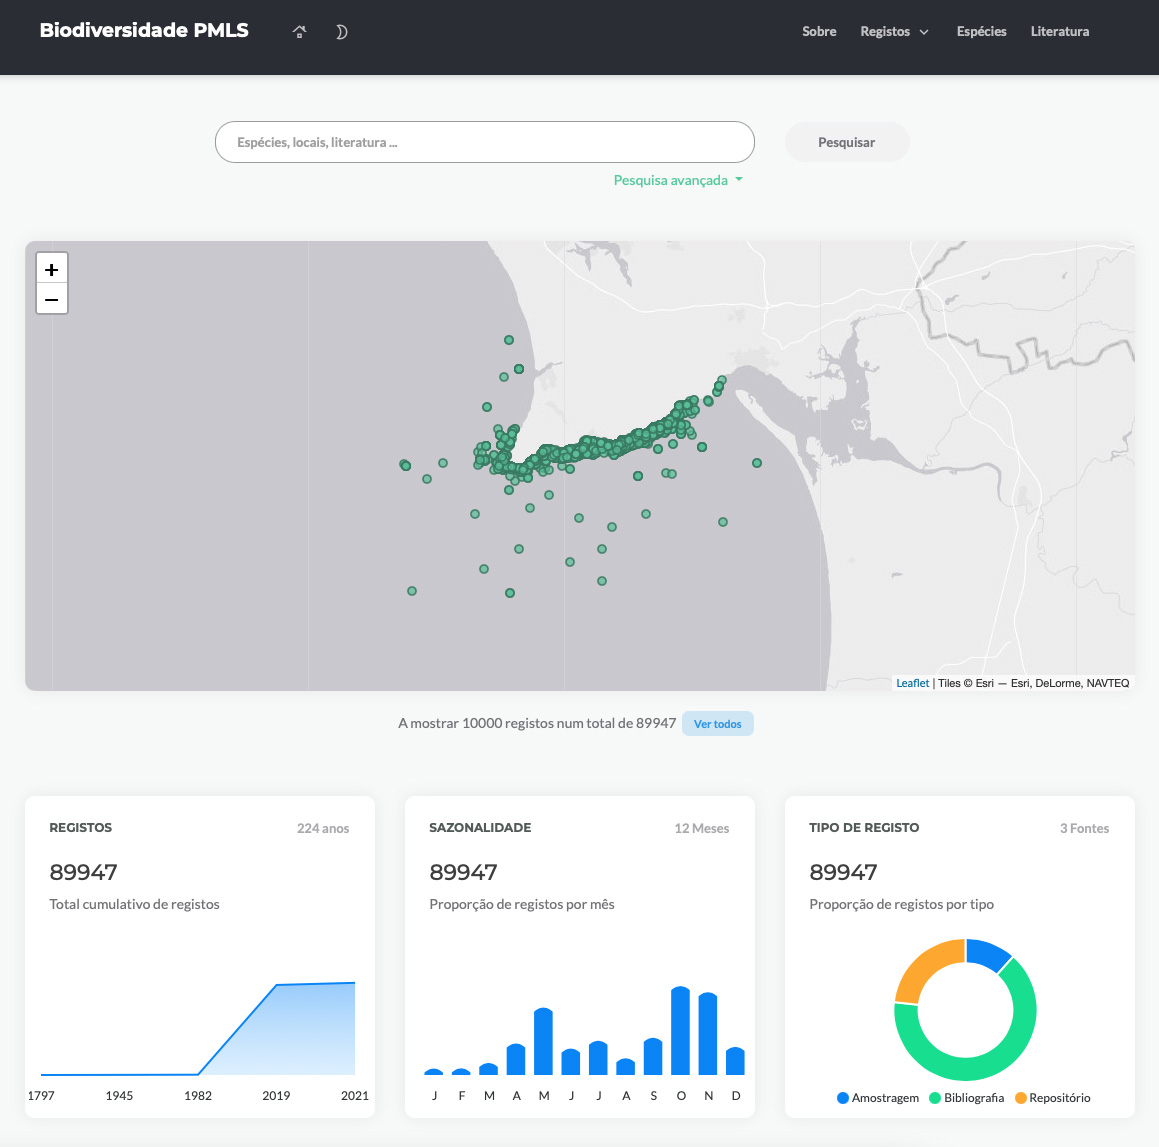 Biodiversidade PMLS
Sobre
Registos
Espécies
Literatura
Espécies, locais, literatura ...
Pesquisar
Pesquisa avançada
+
−
Leaflet | Tiles © Esri — Esri, DeLorme, NAVTEQ
A mostrar 10000 registos num total de 89947
Ver todos
REGISTOS
224 anos
89947
Total cumulativo de registos
1797 1945 1982 2019 2021
SAZONALIDADE
12 Meses
89947
Proporção de registos por mês
J F M A M J J A S O N D
TIPO DE REGISTO
3 Fontes
89947
Proporção de registos por tipo
Amostragem Bibliografia Repositório